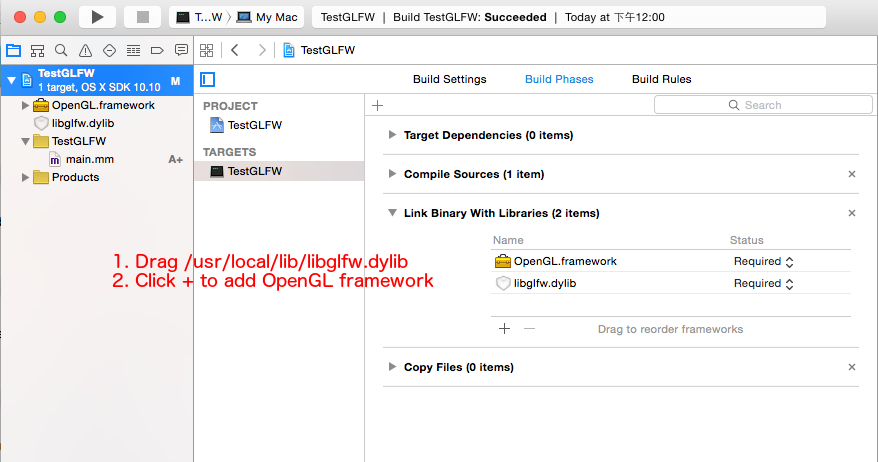 T...W 〉 My Mac
TestGLFW | Build TestGLFW: Succeeded | Today at 下午12:00
TestGLFW
TestGLFW M
1 target, OS X SDK 10.10
OpenGL.framework
libglfw.dylib
TestGLFW
main.mm A+
Products
Build Settings Build Phases Build Rules
PROJECT
TestGLFW
TARGETS
TestGLFW
+ Search
Target Dependencies (0 items)
Compile Sources (1 item) ×
Link Binary With Libraries (2 items) ×
Name Status
OpenGL.framework Required
libglfw.dylib Required
+ − Drag to reorder frameworks
Copy Files (0 items) ×
1. Drag /usr/local/lib/libglfw.dylib
2. Click + to add OpenGL framework